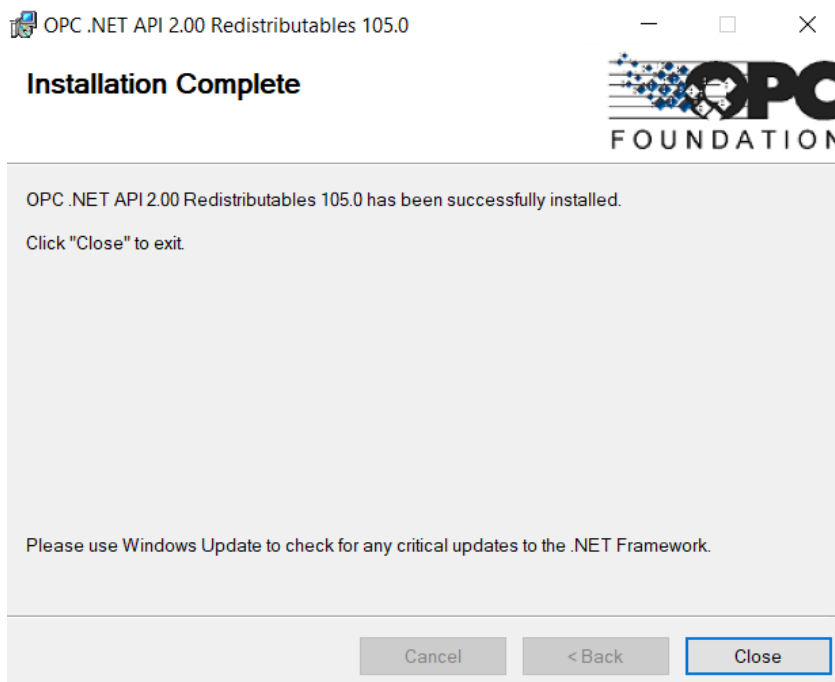 OPC .NET API 2.00 Redistributables 105.0
Installation Complete
OPC
FOUNDATION
OPC .NET API 2.00 Redistributables 105.0 has been successfully installed.
Click "Close" to exit.
Please use Windows Update to check for any critical updates to the .NET Framework.
Cancel
< Back
Close